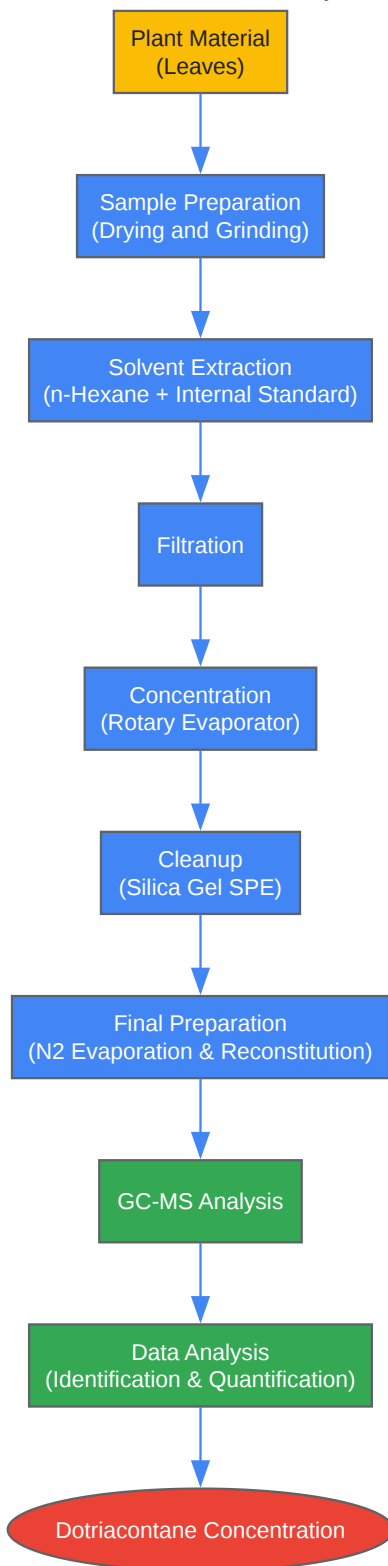 Plant Material
(Leaves)
Sample Preparation
(Drying and Grinding)
Solvent Extraction
(n-Hexane + Internal Standard)
Filtration
Concentration
(Rotary Evaporator)
Cleanup
(Silica Gel SPE)
Final Preparation
(N2 Evaporation & Reconstitution)
GC-MS Analysis
Data Analysis
(Identification & Quantification)
Dotriacontane Concentration